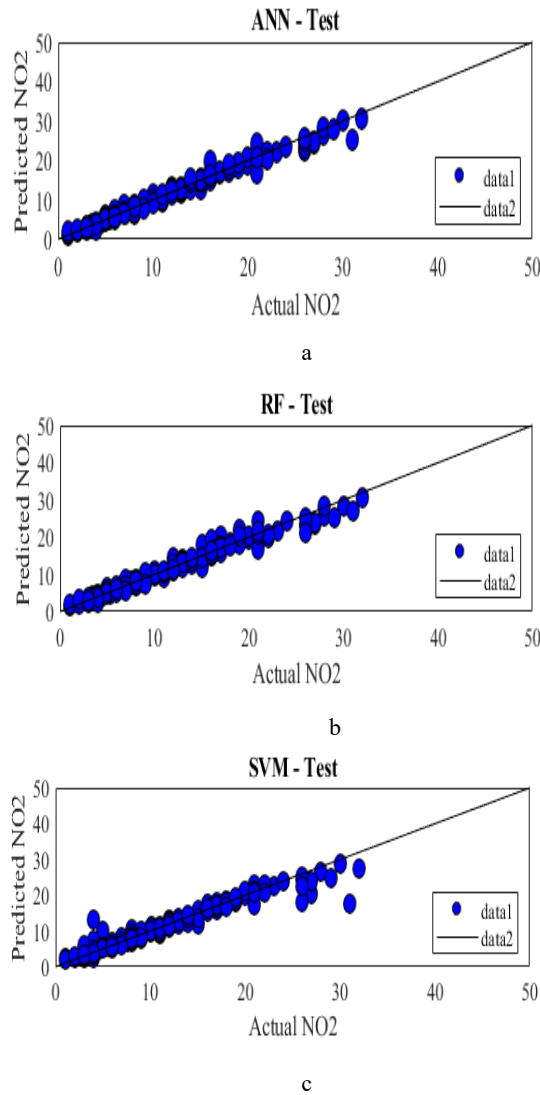 ANN - Test
Predicted NO2
50
40
30
20
10
0
data1
data2
0 10 20 30 40 50
Actual NO2
a
RF - Test
Predicted NO2
50
40
30
20
10
0
data1
data2
0 10 20 30 40 50
Actual NO2
b
SVM - Test
Predicted NO2
50
40
30
20
10
0
data1
data2
0 10 20 30 40 50
Actual NO2
c